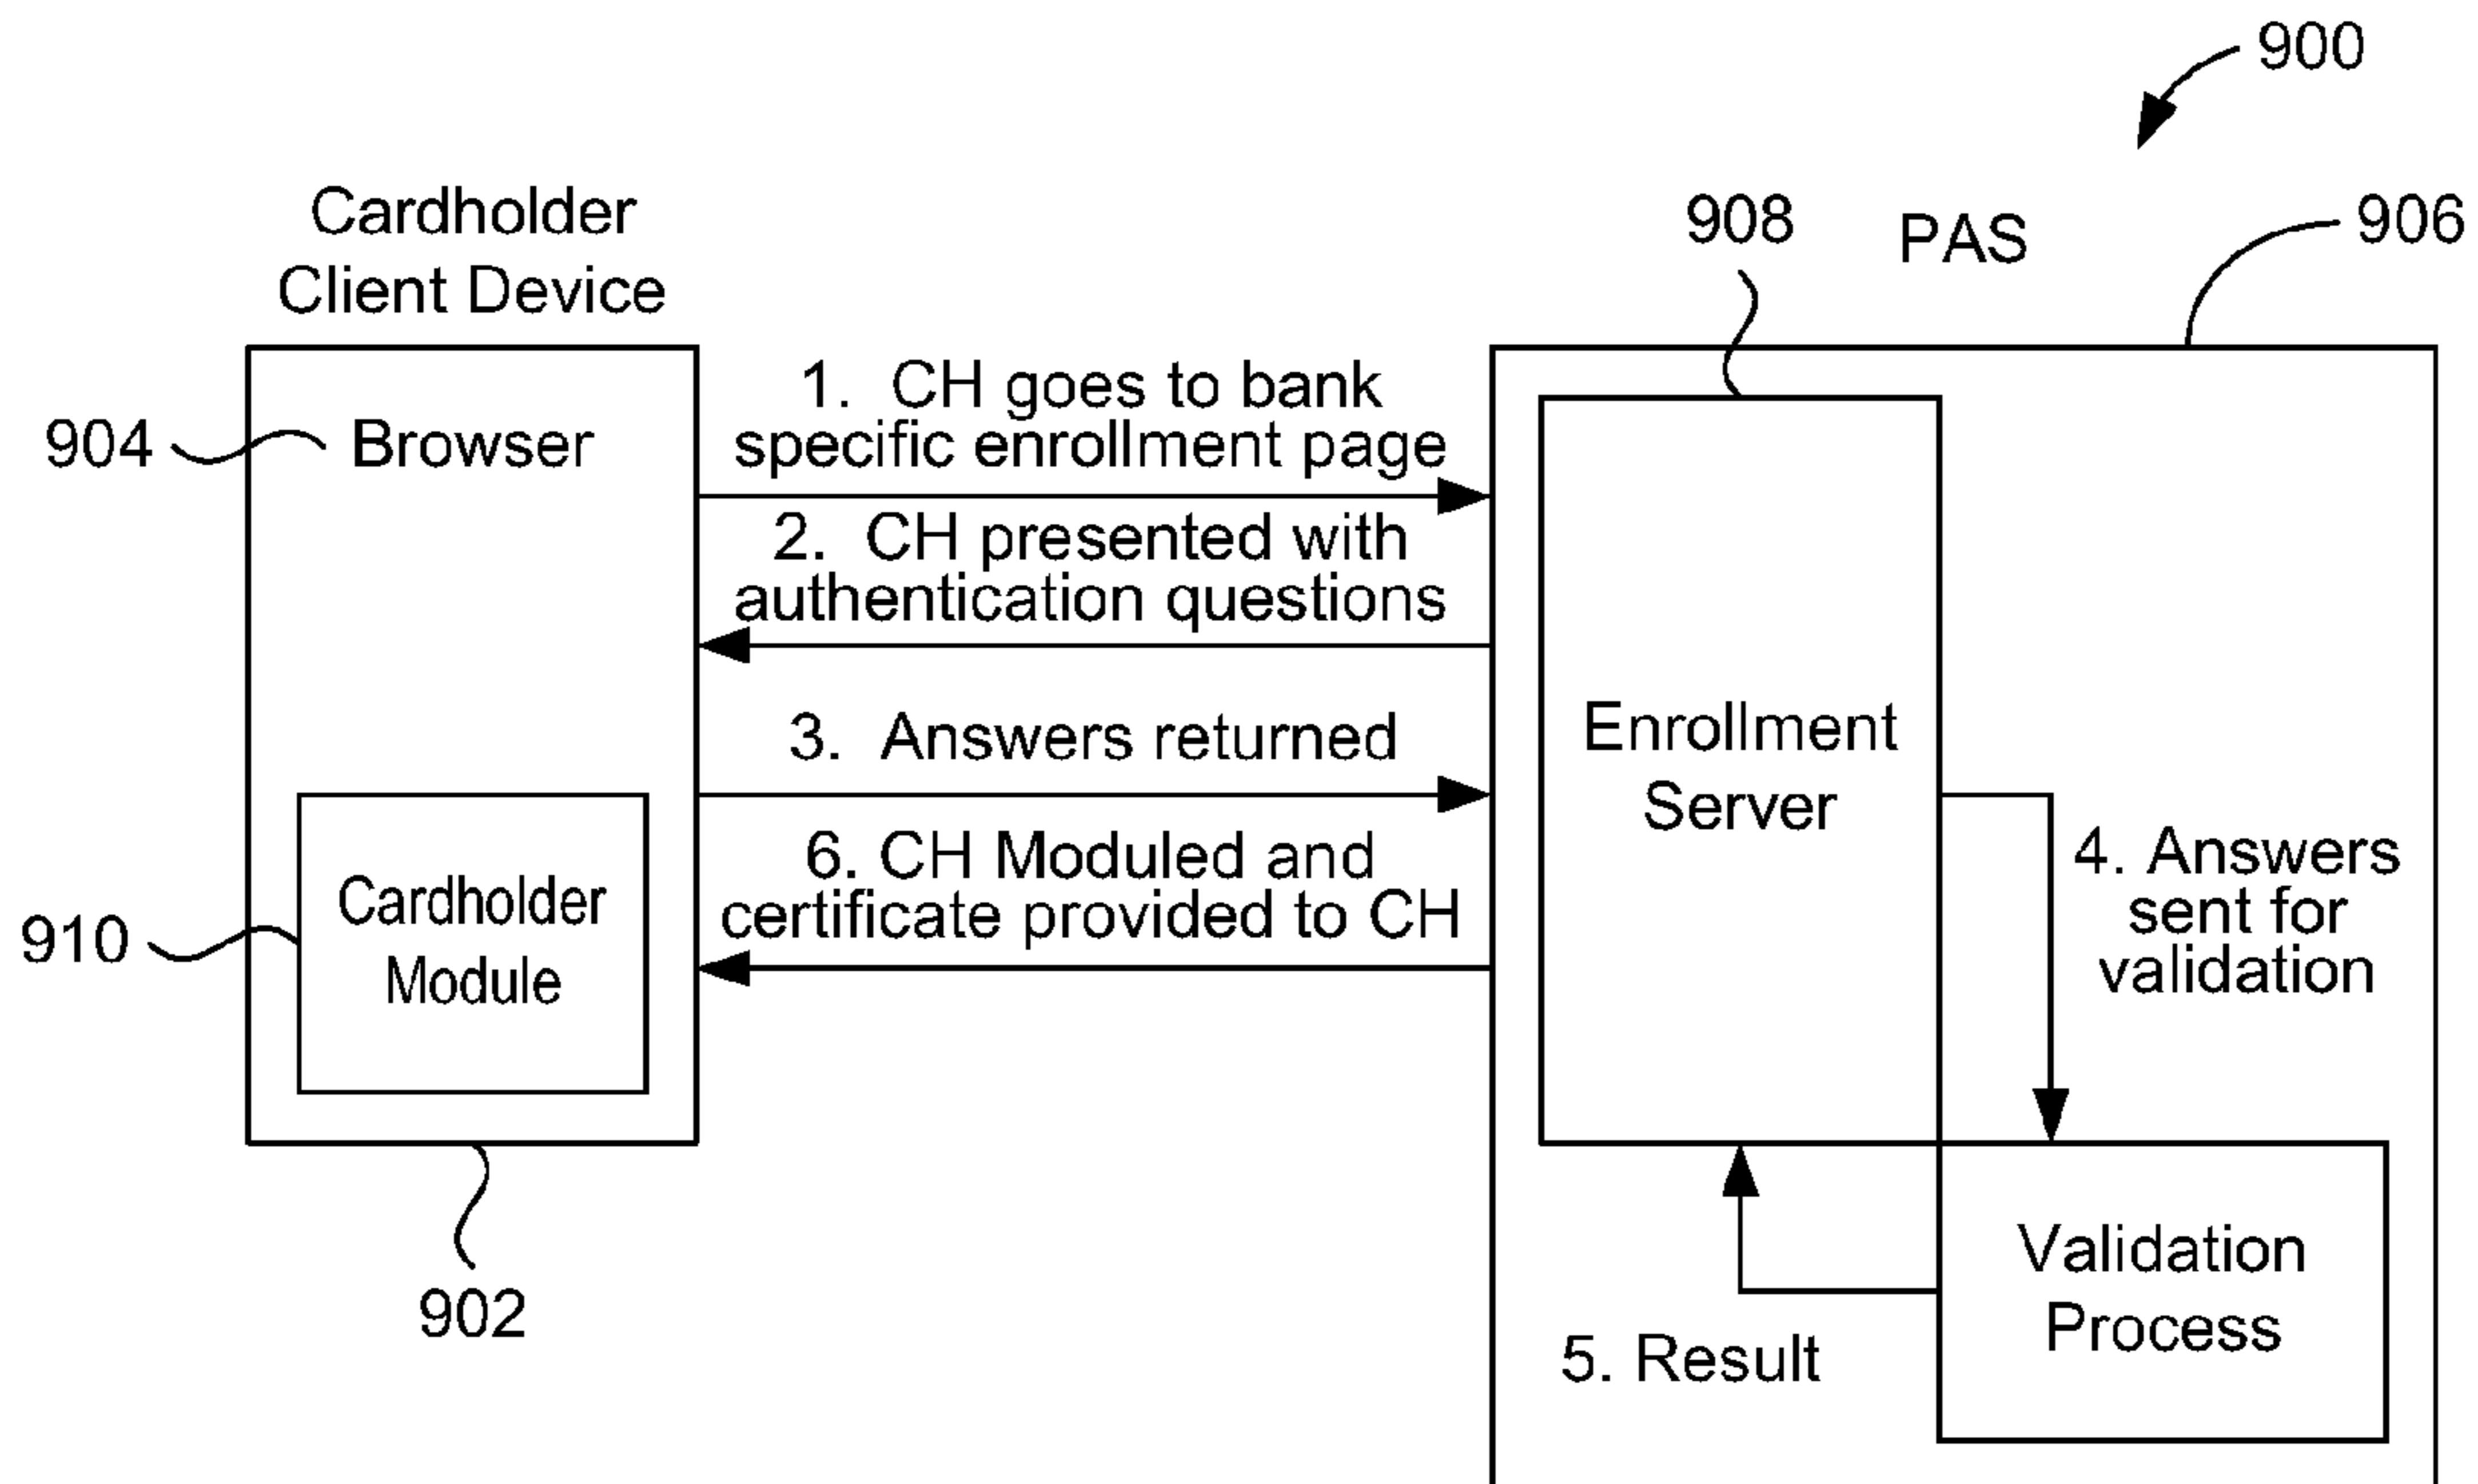 900
Cardholder
Client Device
908
PAS
906
904
Browser
1. CH goes to bank
specific enrollment page
2. CH presented with
authentication questions
3. Answers returned
6. CH Moduled and
certificate provided to CH
910
Cardholder
Module
902
Enrollment
Server
4. Answers
sent for
validation
5. Result
Validation
Process